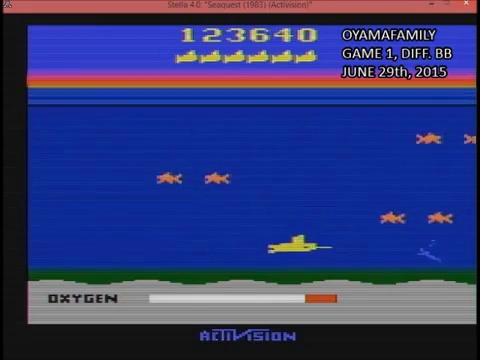 Stella 4.0: "Seaquest (1983) (Activision)"
123640
OYAMAFAMILY
GAME 1, DIFF. BB
JUNE 29th, 2015
OXYGEN
ACTIVISION